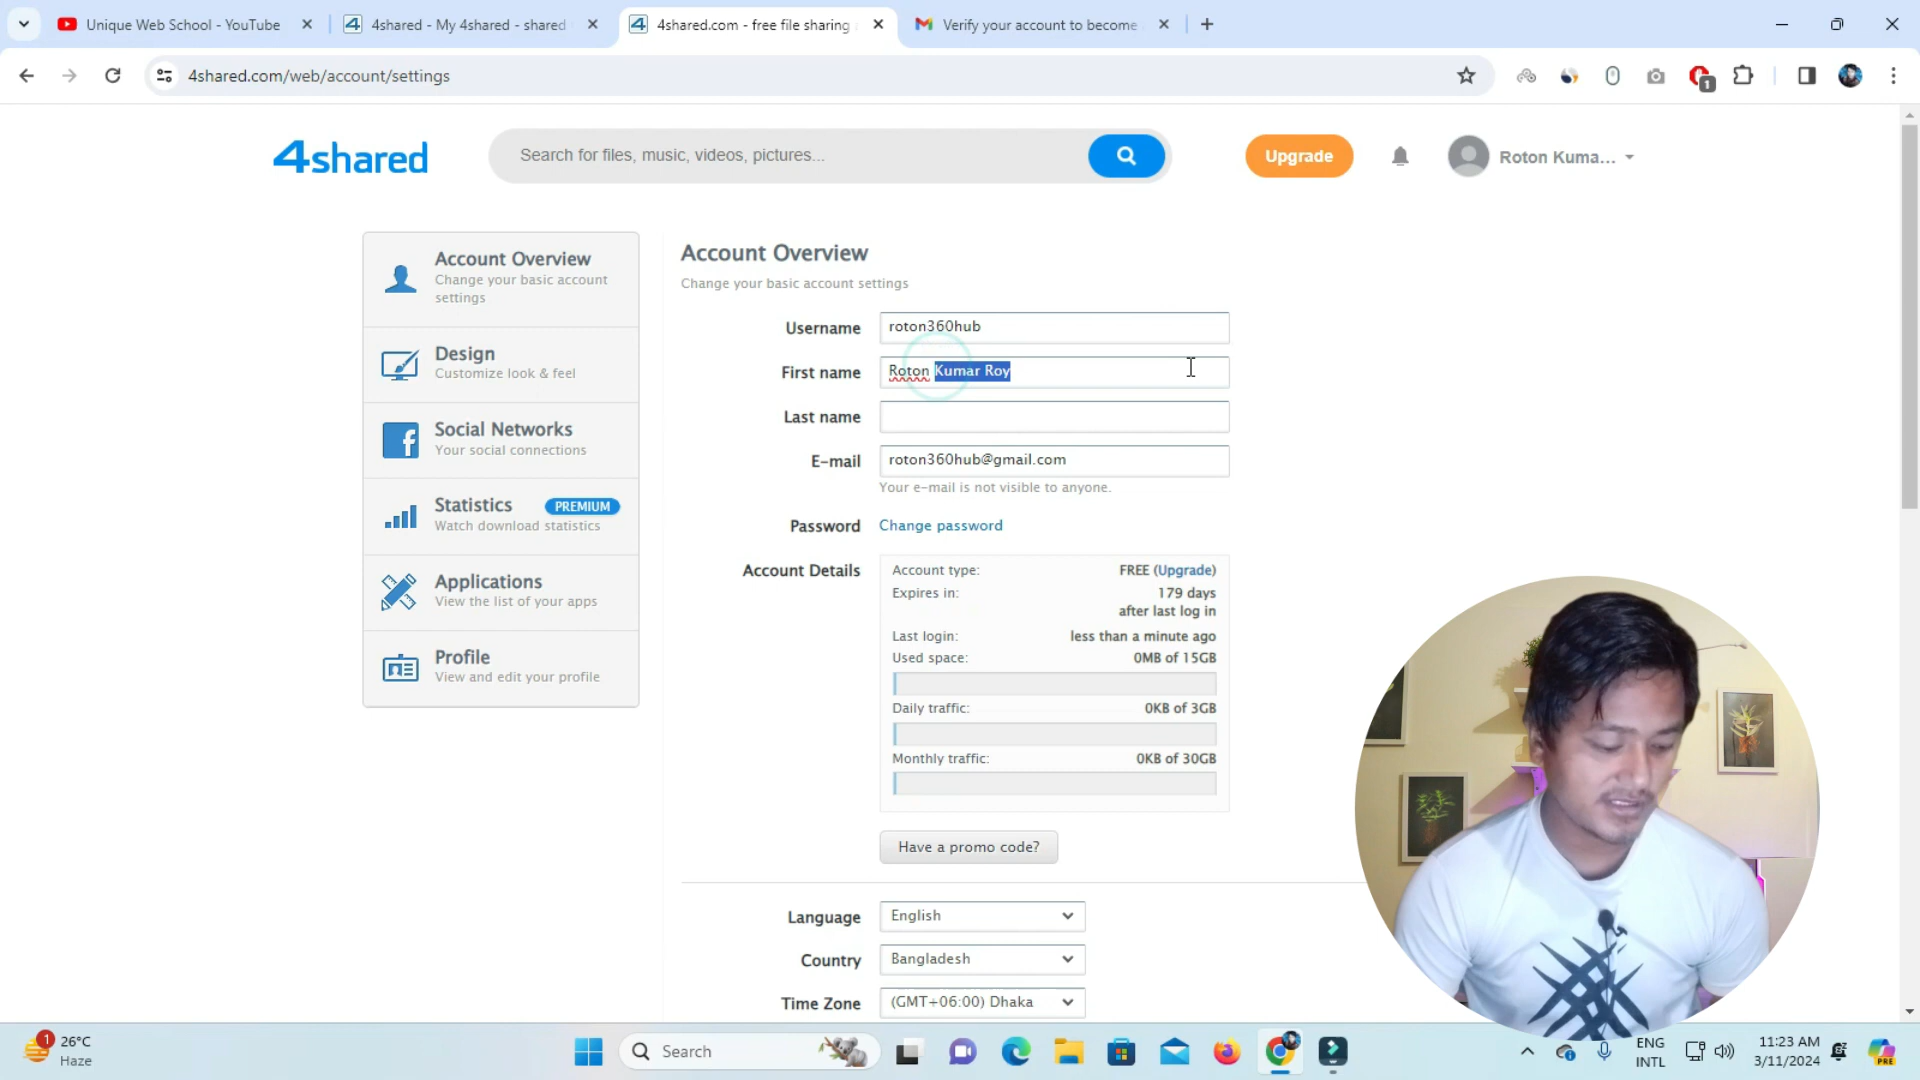 Unique Web School - YouTube
4shared - My 4shared - shared
4shared.com - free file sharing
Verify your account to become
4shared.com/web/account/settings
1
4shared
Search for files, music, videos, pictures...
Upgrade
Roton Kuma...
Account Overview
Change your basic account
settings
Design
Customize look & feel
Social Networks
Your social connections
Statistics PREMIUM
Watch download statistics
Applications
View the list of your apps
Profile
View and edit your profile
Account Overview
Change your basic account settings
Username roton360hub
First name Roton Kumar Roy
Last name
E-mail roton360hub@gmail.com
Your e-mail is not visible to anyone.
Password Change password
Account Details
Account type: FREE (Upgrade)
Expires in: 179 days
after last log in
Last login: less than a minute ago
Used space: 0MB of 15GB
Daily traffic: 0KB of 3GB
Monthly traffic: 0KB of 30GB
Have a promo code?
Language English
Country Bangladesh
Time Zone (GMT+06:00) Dhaka
1
26°C
Haze
Search
ENG
INTL
11:23 AM
3/11/2024
PRE